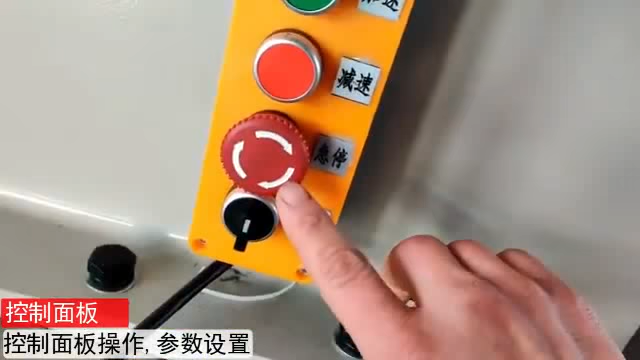 减速
急停
控制面板
控制面板操作, 参数设置